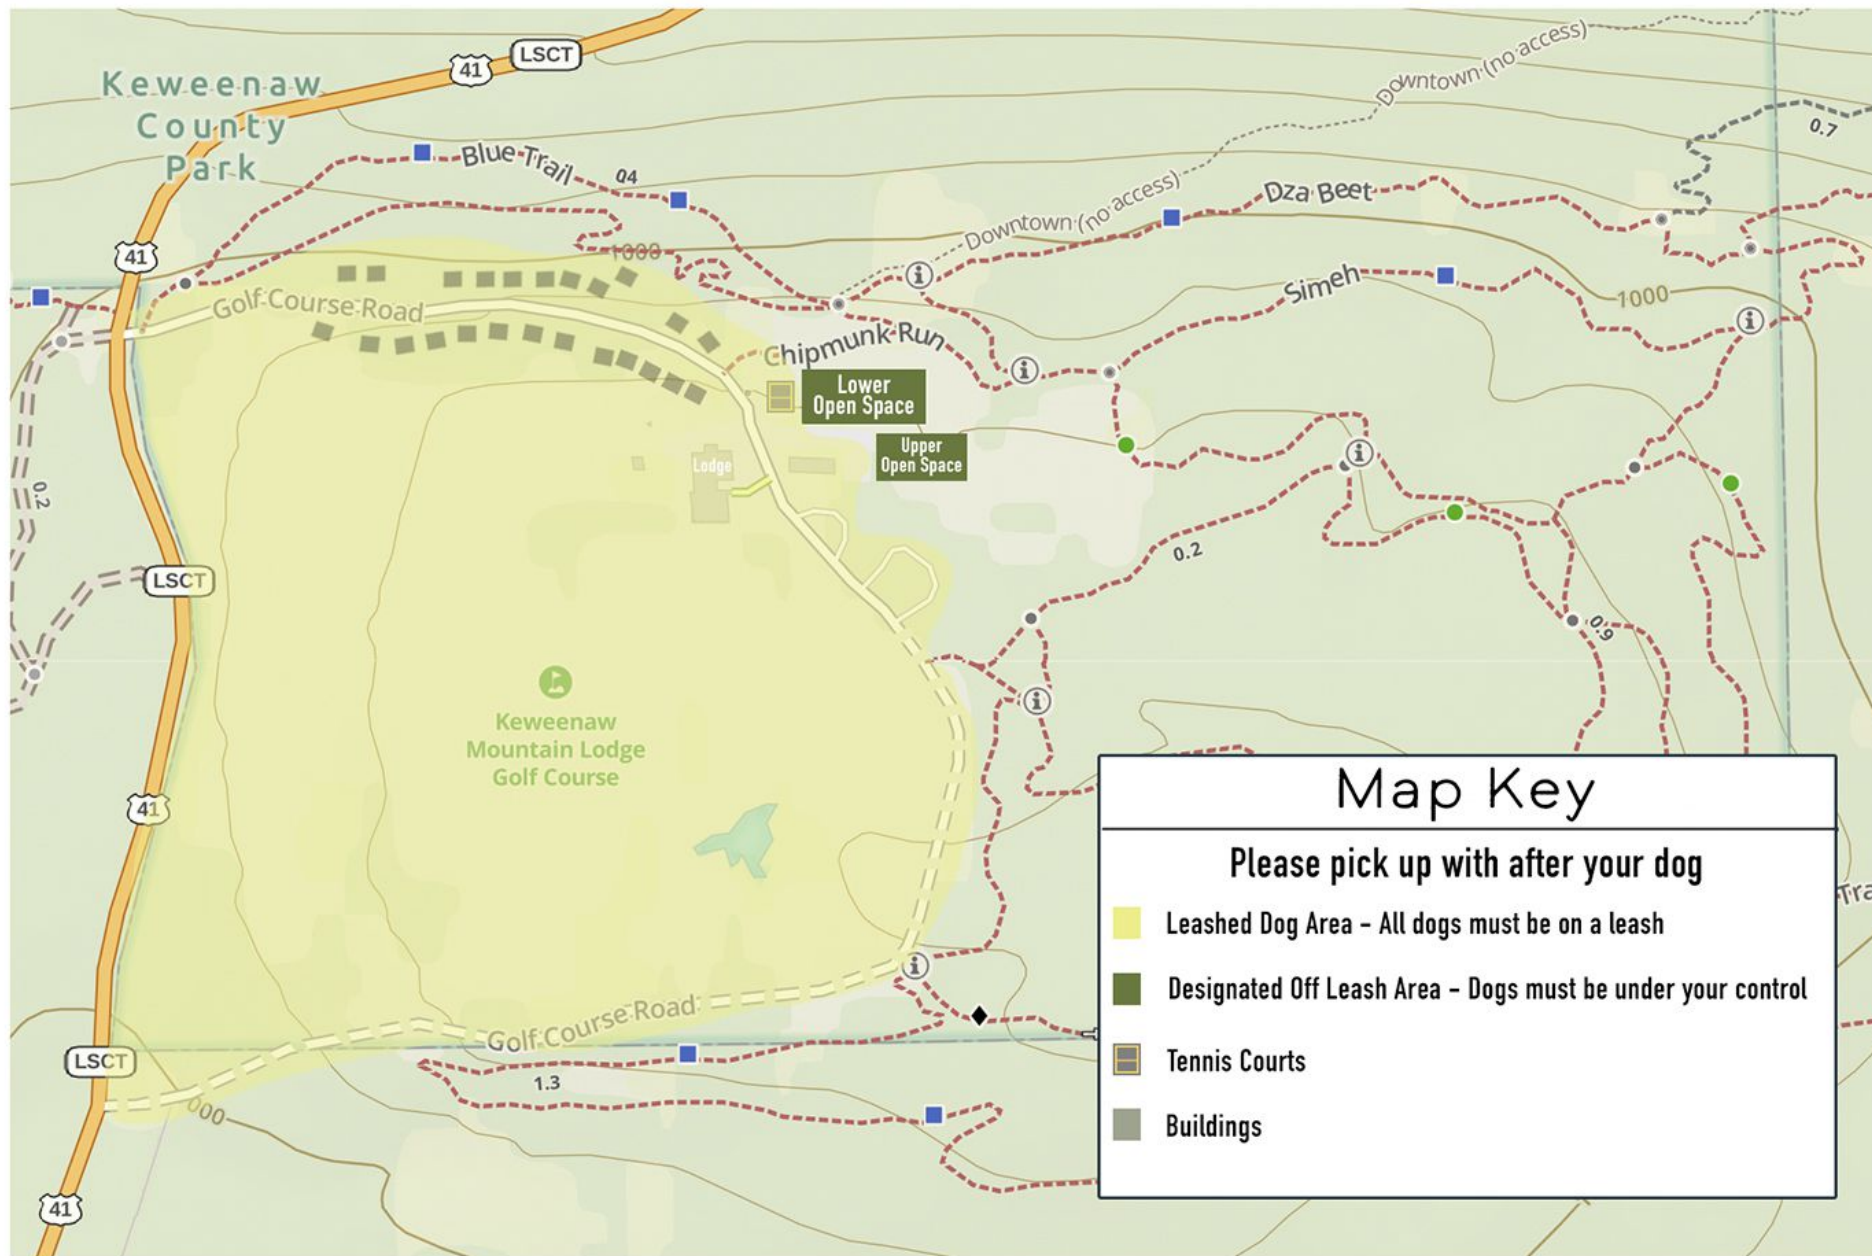 LSCT
41
Keweenaw
County
Park
Downtown (no access)
0.7
Blue Trail
04
Dza Beet
Downtown (no access)
41
1000
Simeh
1000
Golf Course Road
Chipmunk Run
Lower
Open Space
Upper
Open Space
Lodge
0.2
0.2
LSCT
0.9
Keweenaw
Mountain Lodge
Golf Course
41
Map Key
Please pick up with after your dog
Leashed Dog Area - All dogs must be on a leash
Designated Off Leash Area - Dogs must be under your control
Tennis Courts
Buildings
Tra
Golf Course Road
LSCT
1.3
000
41